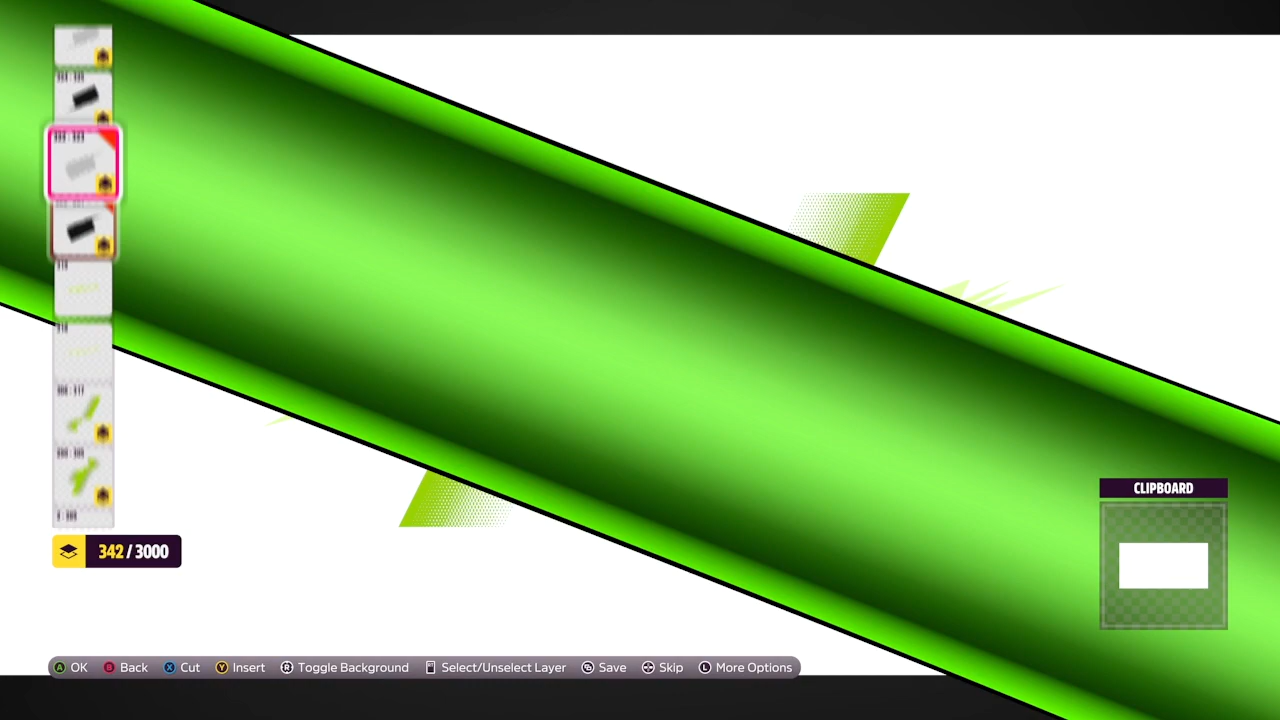 CLIPBOARD
342 / 3000
A OK B Back X Cut Y Insert R Toggle Background Select/Unselect Layer Save Skip L More Options